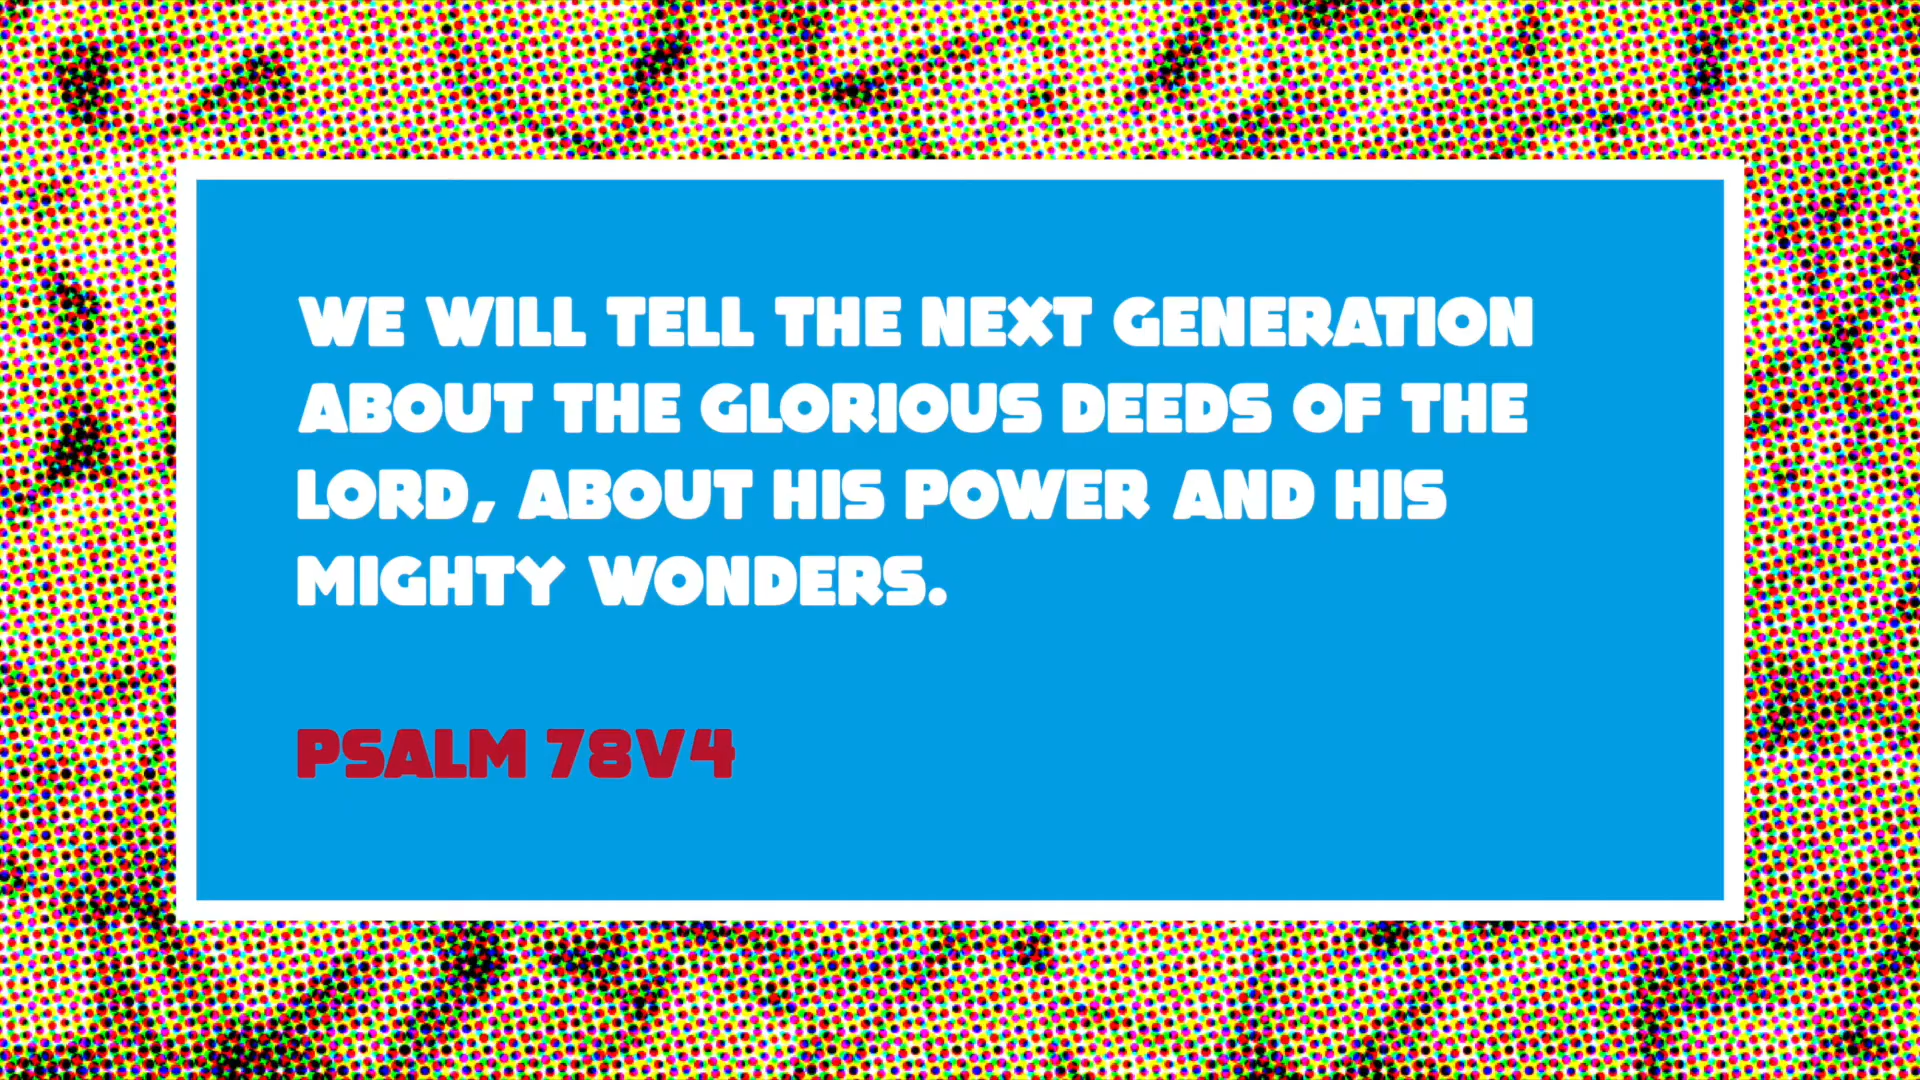 WE WILL TELL THE NEXT GENERATION
ABOUT THE GLORIOUS DEEDS OF THE
LORD, ABOUT HIS POWER AND HIS
MIGHTY WONDERS.
PSALM 78V4